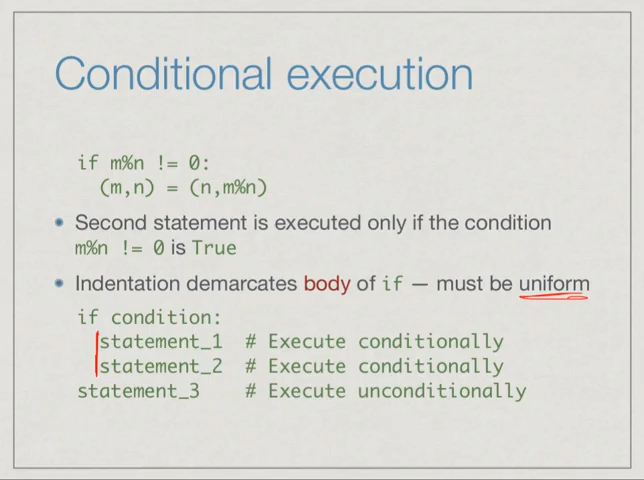 Conditional execution
if m%n != 0:
(m,n) = (n,m%n)
Second statement is executed only if the condition
m%n != 0 is True
Indentation demarcates body of if — must be uniform
if condition:
statement_1 # Execute conditionally
statement_2 # Execute conditionally
statement_3 # Execute unconditionally